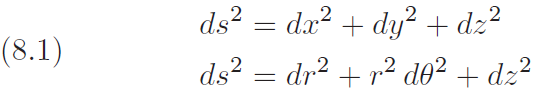 (8.1)
ds² = dx² + dy² + dz²
ds² = dr² + r² dθ² + dz²